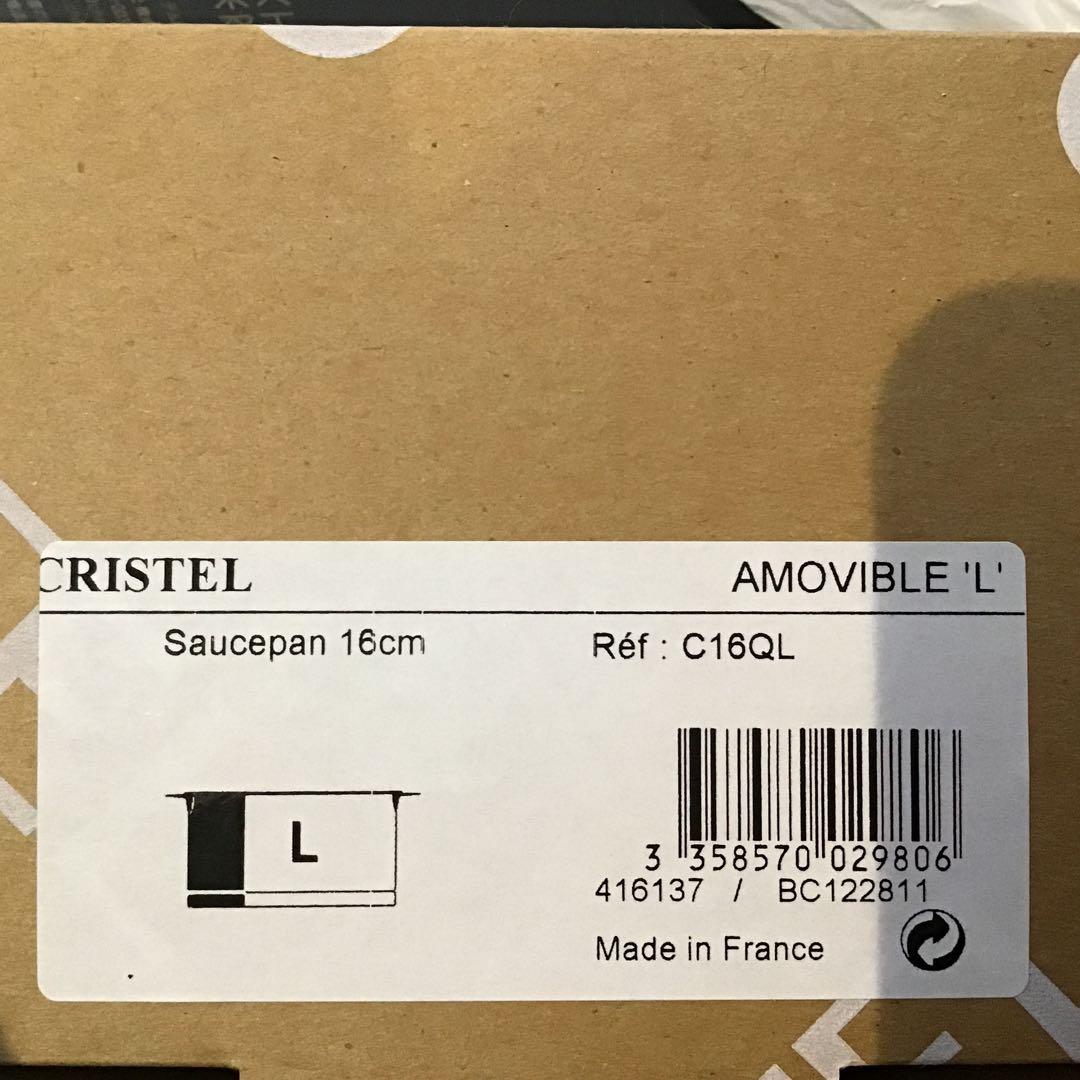 CRISTEL AMOVIBLE 'L'
Saucepan 16cm Réf : C16QL
L
3 358570 029806
416137 / BC122811
Made in France